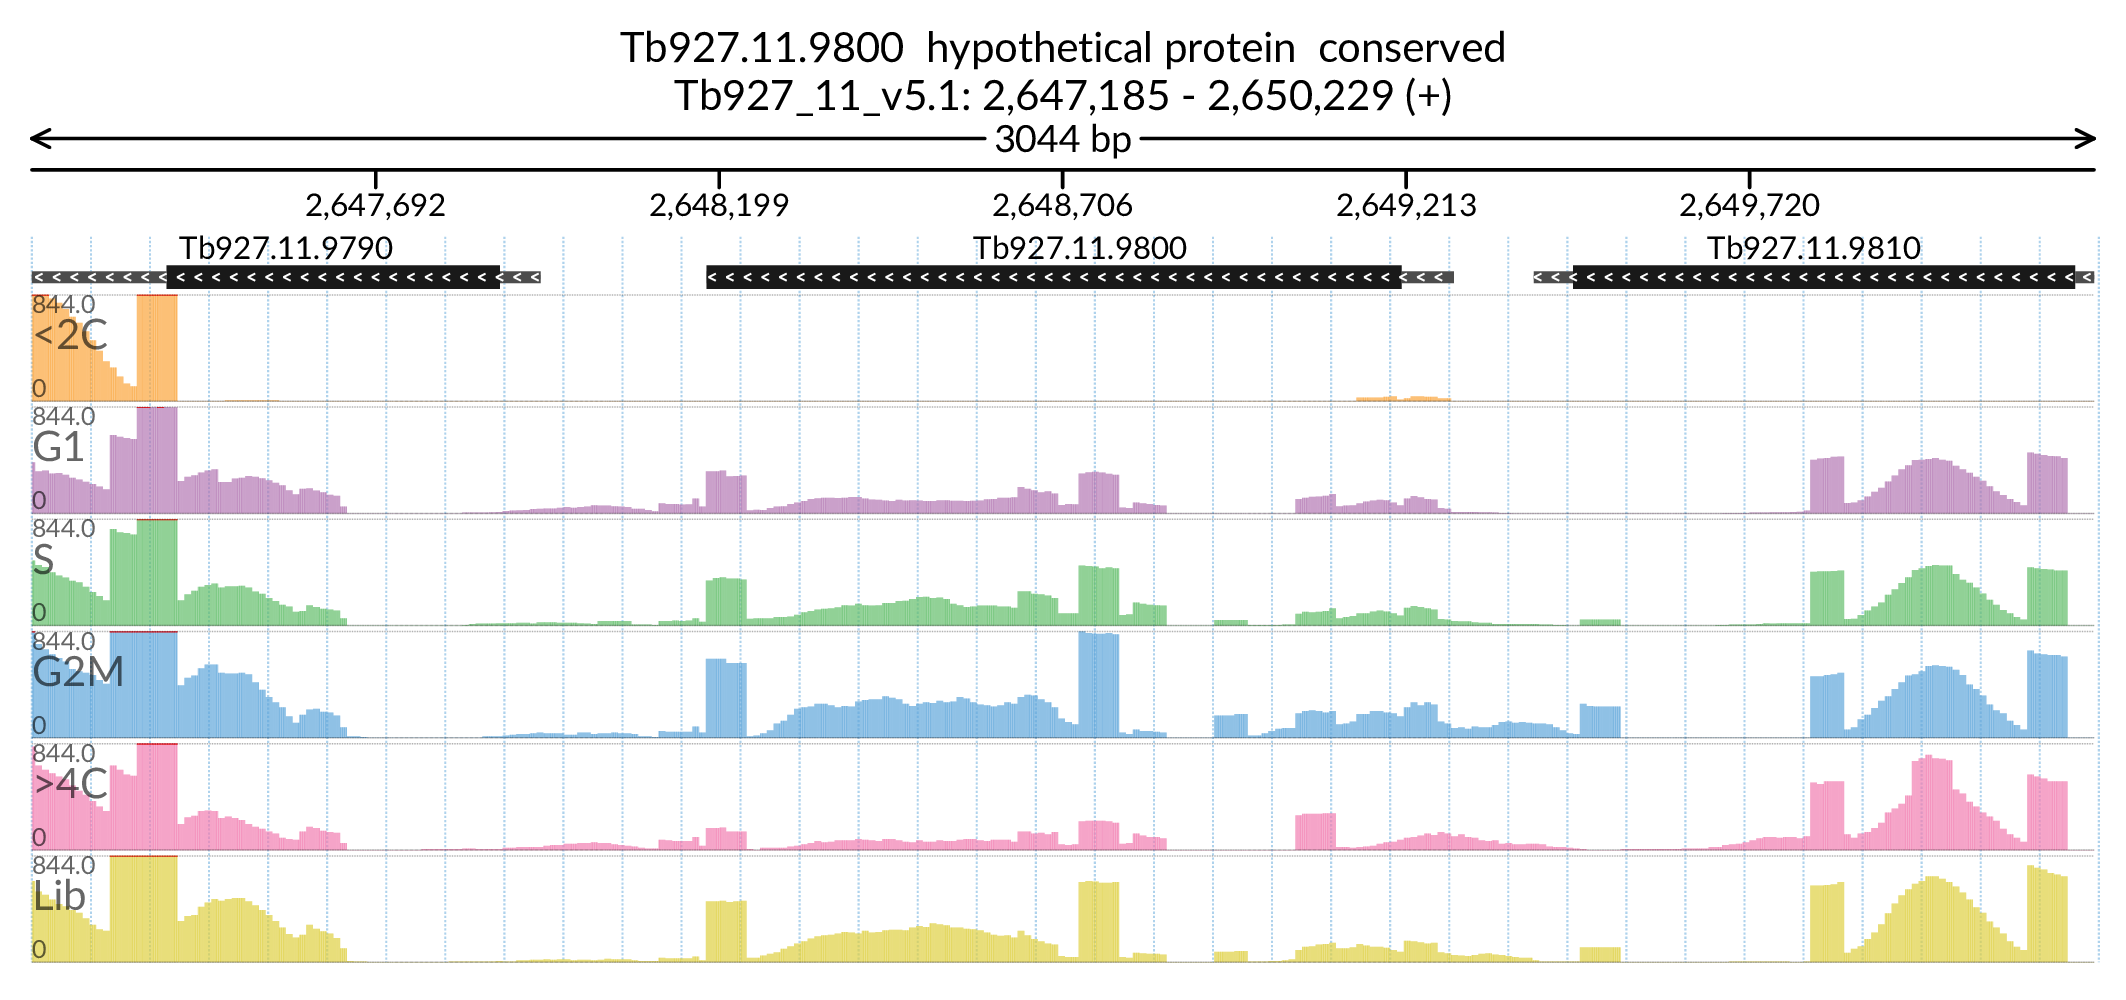 Tb927.11.9800  hypothetical protein  conserved
Tb927_11_v5.1: 2,647,185 - 2,650,229 (+)
3044 bp
2,647,692 2,648,199 2,648,706 2,649,213 2,649,720
Tb927.11.9790 Tb927.11.9800 Tb927.11.9810
844.0
<2C
0
844.0
G1
0
844.0
S
0
844.0
G2M
0
844.0
>4C
0
844.0
Lib
0